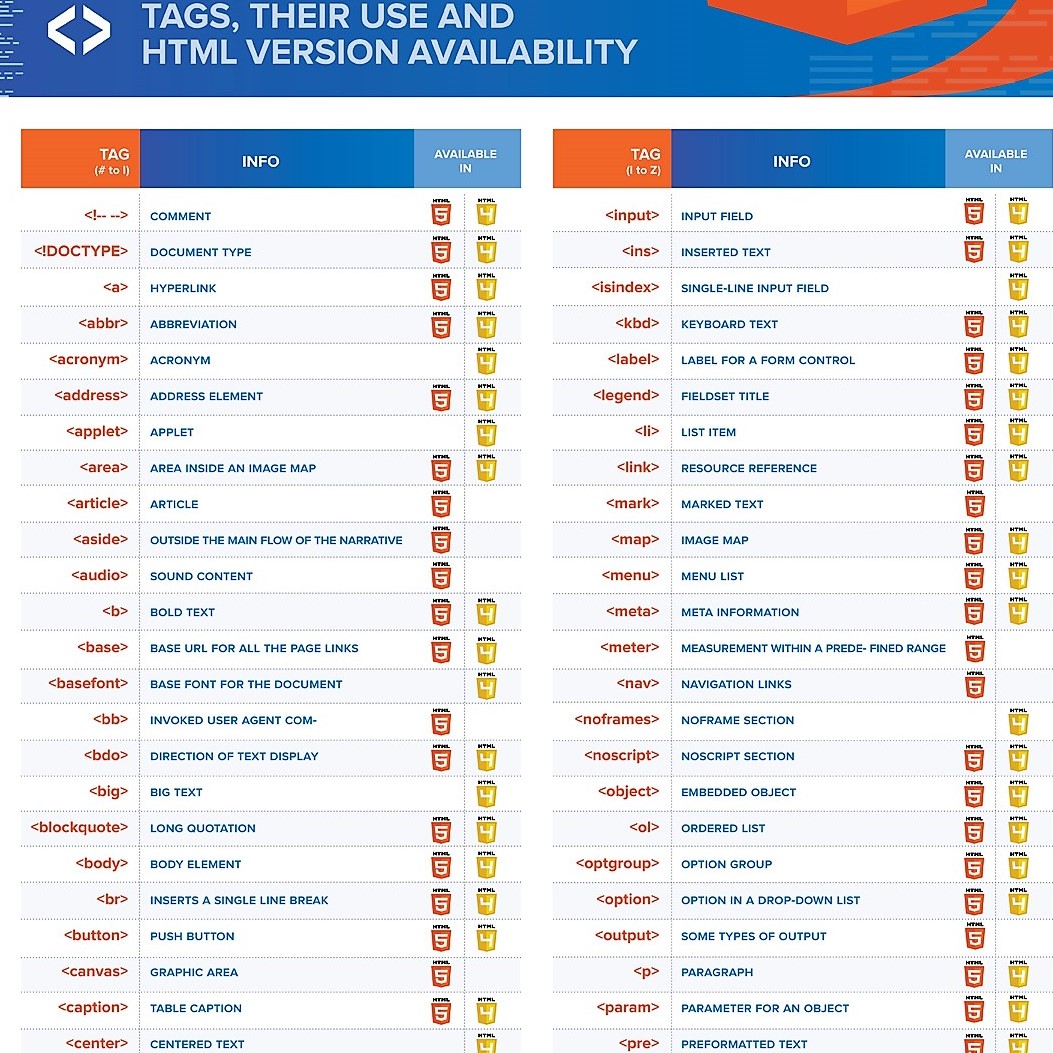 TAGS, THEIR USE AND
HTML VERSION AVAILABILITY
TAG
(# to I)
INFO
AVAILABLE
IN
<!-- --> COMMENT HTML 5 HTML 4
<!DOCTYPE> DOCUMENT TYPE HTML 5 HTML 4
<a> HYPERLINK HTML 5 HTML 4
<abbr> ABBREVIATION HTML 5 HTML 4
<acronym> ACRONYM HTML 4
<address> ADDRESS ELEMENT HTML 5 HTML 4
<applet> APPLET HTML 4
<area> AREA INSIDE AN IMAGE MAP HTML 5 HTML 4
<article> ARTICLE HTML 5
<aside> OUTSIDE THE MAIN FLOW OF THE NARRATIVE HTML 5
<audio> SOUND CONTENT HTML 5
<b> BOLD TEXT HTML 5 HTML 4
<base> BASE URL FOR ALL THE PAGE LINKS HTML 5 HTML 4
<basefont> BASE FONT FOR THE DOCUMENT HTML 4
<bb> INVOKED USER AGENT COM- HTML 5
<bdo> DIRECTION OF TEXT DISPLAY HTML 5 HTML 4
<big> BIG TEXT HTML 4
<blockquote> LONG QUOTATION HTML 5 HTML 4
<body> BODY ELEMENT HTML 5 HTML 4
<br> INSERTS A SINGLE LINE BREAK HTML 5 HTML 4
<button> PUSH BUTTON HTML 5 HTML 4
<canvas> GRAPHIC AREA HTML 5
<caption> TABLE CAPTION HTML 5 HTML 4
<center> CENTERED TEXT HTML 4
TAG
(I to Z)
INFO
AVAILABLE
IN
<input> INPUT FIELD HTML 5 HTML 4
<ins> INSERTED TEXT HTML 5 HTML 4
<isindex> SINGLE-LINE INPUT FIELD HTML 4
<kbd> KEYBOARD TEXT HTML 5 HTML 4
<label> LABEL FOR A FORM CONTROL HTML 5 HTML 4
<legend> FIELDSET TITLE HTML 5 HTML 4
<li> LIST ITEM HTML 5 HTML 4
<link> RESOURCE REFERENCE HTML 5 HTML 4
<mark> MARKED TEXT HTML 5
<map> IMAGE MAP HTML 5 HTML 4
<menu> MENU LIST HTML 5 HTML 4
<meta> META INFORMATION HTML 5 HTML 4
<meter> MEASUREMENT WITHIN A PREDE- FINED RANGE HTML 5
<nav> NAVIGATION LINKS HTML 5
<noframes> NOFRAME SECTION HTML 4
<noscript> NOSCRIPT SECTION HTML 5 HTML 4
<object> EMBEDDED OBJECT HTML 5 HTML 4
<ol> ORDERED LIST HTML 5 HTML 4
<optgroup> OPTION GROUP HTML 5 HTML 4
<option> OPTION IN A DROP-DOWN LIST HTML 5 HTML 4
<output> SOME TYPES OF OUTPUT HTML 5
<p> PARAGRAPH HTML 5 HTML 4
<param> PARAMETER FOR AN OBJECT HTML 5 HTML 4
<pre> PREFORMATTED TEXT HTML 5 HTML 4